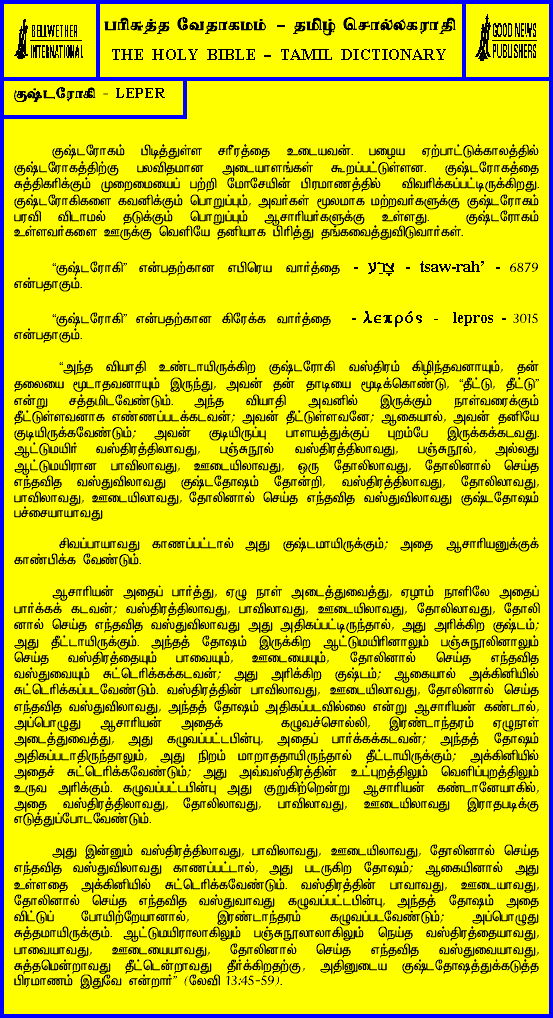 BELLWETHER
INTERNATIONAL
பரிசுத்த வேதாகமம் – தமிழ் சொல்லகராதி
THE HOLY BIBLE – TAMIL DICTIONARY
GOOD NEWS
PUBLISHERS
குஷ்டரோகி - LEPER
குஷ்டரோகம் பிடித்துள்ள சரீரத்தை உடையவன். பழைய ஏற்பாட்டுக்காலத்தில்
குஷ்டரோகத்திற்கு பலவிதமான அடையாளங்கள் கூறப்பட்டுள்ளன. குஷ்டரோகத்தை
சுத்திகரிக்கும் முறைமையைப் பற்றி மோசேயின் பிரமாணத்தில் விவரிக்கப்பட்டிருக்கிறது.
குஷ்டரோகிகளை கவனிக்கும் பொறுப்பும், அவர்கள் மூலமாக மற்றவர்களுக்கு குஷ்டரோகம்
பரவி விடாமல் தடுக்கும் பொறுப்பும் ஆசாரியர்களுக்கு உள்ளது. குஷ்டரோகம்
உள்ளவர்களை ஊருக்கு வெளியே தனியாக பிரித்து தங்கவைத்துவிடுவார்கள்.
“குஷ்டரோகி” என்பதற்கான எபிரெய வார்த்தை - צָרַע - tsaw-rah’ - 6879
என்பதாகும்.
“குஷ்டரோகி” என்பதற்கான கிரேக்க வார்த்தை - λεπρός - lepros - 3015
என்பதாகும்.
“அந்த வியாதி உண்டாயிருக்கிற குஷ்டரோகி வஸ்திரம் கிழிந்தவனாயும், தன்
தலையை மூடாதவனாயும் இருந்து, அவன் தன் தாடியை மூடிக்கொண்டு, “தீட்டு, தீட்டு”
என்று சத்தமிடவேண்டும். அந்த வியாதி அவனில் இருக்கும் நாள்வரைக்கும்
தீட்டுள்ளவனாக எண்ணப்படக்கடவன்; அவன் தீட்டுள்ளவனே; ஆகையால், அவன் தனியே
குடியிருக்கவேண்டும்; அவன் குடியிருப்பு பாளயத்துக்குப் புறம்பே இருக்கக்கடவது.
ஆட்டுமயிர் வஸ்திரத்திலாவது, பஞ்சுநூல் வஸ்திரத்திலாவது, பஞ்சுநூல், அல்லது
ஆட்டுமயிரான பாவிலாவது, ஊடையிலாவது, ஒரு தோலிலாவது, தோலினால் செய்த
எந்தவித வஸ்துவிலாவது குஷ்டதோஷம் தோன்றி, வஸ்திரத்திலாவது, தோலிலாவது,
பாவிலாவது, ஊடையிலாவது, தோலினால் செய்த எந்தவித வஸ்துவிலாவது குஷ்டதோஷம்
பச்சையாயாவது
சிவப்பாயாவது காணப்பட்டால் அது குஷ்டமாயிருக்கும்; அதை ஆசாரியனுக்குக்
காண்பிக்க வேண்டும்.
ஆசாரியன் அதைப் பார்த்து, ஏழு நாள் அடைத்துவைத்து, ஏழாம் நாளிலே அதைப்
பார்க்கக் கடவன்; வஸ்திரத்திலாவது, பாவிலாவது, ஊடையிலாவது, தோலிலாவது, தோலி
னால் செய்த எந்தவித வஸ்துவிலாவது அது அதிகப்பட்டிருந்தால், அது அரிக்கிற குஷ்டம்;
அது தீட்டாயிருக்கும். அந்தத் தோஷம் இருக்கிற ஆட்டுமயிரினாலும் பஞ்சுநூலினாலும்
செய்த வஸ்திரத்தையும் பாவையும், ஊடையையும், தோலினால் செய்த எந்தவித
வஸ்துவையும் சுட்டெரிக்கக்கடவன்; அது அரிக்கிற குஷ்டம்; ஆகையால் அக்கினியில்
சுட்டெரிக்கப்படவேண்டும். வஸ்திரத்தின் பாவிலாவது, ஊடையிலாவது, தோலினால் செய்த
எந்தவித வஸ்துவிலாவது, அந்தத் தோஷம் அதிகப்படவில்லை என்று ஆசாரியன் கண்டால்,
அப்பொழுது ஆசாரியன் அதைக் கழுவச்சொல்லி, இரண்டாந்தரம் ஏழுநாள்
அடைத்துவைத்து, அது கழுவப்பட்டபின்பு, அதைப் பார்க்கக்கடவன்; அந்தத் தோஷம்
அதிகப்படாதிருந்தாலும், அது நிறம் மாறாததாயிருந்தால் தீட்டாயிருக்கும்; அக்கினியில்
அதைச் சுட்டெரிக்கவேண்டும்; அது அவ்வஸ்திரத்தின் உட்புறத்திலும் வெளிப்புறத்திலும்
உருவ அரிக்கும். கழுவப்பட்டபின்பு அது குறுகிற்றென்று ஆசாரியன் கண்டானேயாகில்,
அதை வஸ்திரத்திலாவது, தோலிலாவது, பாவிலாவது, ஊடையிலாவது இராதபடிக்கு
எடுத்துப்போடவேண்டும்.
அது இன்னும் வஸ்திரத்திலாவது, பாவிலாவது, ஊடையிலாவது, தோலினால் செய்த
எந்தவித வஸ்துவிலாவது காணப்பட்டால், அது படருகிற தோஷம்; ஆகையினால் அது
உள்ளதை அக்கினியில் சுட்டெரிக்கவேண்டும். வஸ்திரத்தின் பாவாவது, ஊடையாவது,
தோலினால் செய்த எந்தவித வஸ்துவாவது கழுவப்பட்டபின்பு, அந்தத் தோஷம் அதை
விட்டுப் போயிற்றேயானால், இரண்டாந்தரம் கழுவப்படவேண்டும்; அப்பொழுது
சுத்தமாயிருக்கும். ஆட்டுமயிராலாகிலும் பஞ்சுநூலாலாகிலும் நெய்த வஸ்திரத்தையாவது,
பாவையாவது, ஊடையையாவது, தோலினால் செய்த எந்தவித வஸ்துவையாவது,
சுத்தமென்றாவது தீட்டென்றாவது தீர்க்கிறதற்கு, அதினுடைய குஷ்டதோஷத்துக்கடுத்த
பிரமாணம் இதுவே என்றார்” (லேவி 13:45-59).